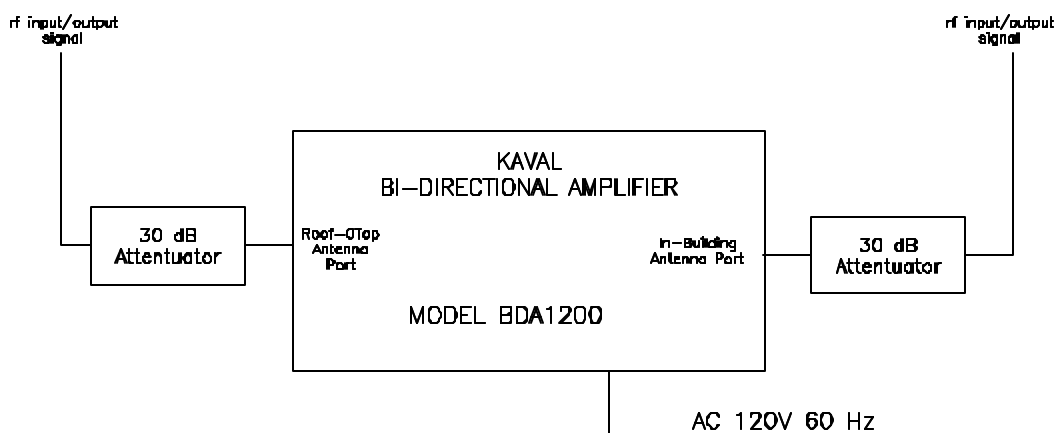 rf input/output
signal
rf input/output
signal
KAVAL
BI-DIRECTIONAL AMPLIFIER
30 dB
Attentuator
Roof-OTop
Antenna
Port
In-Building
Antenna Port
30 dB
Attentuator
MODEL BDA1200
AC 120V 60 Hz